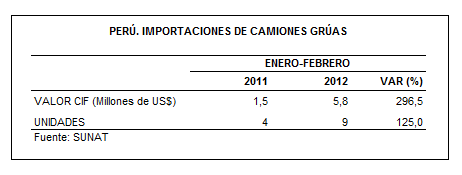 PERÚ. IMPORTACIONES DE CAMIONES GRÚAS
ENERO-FEBRERO
2011 2012 VAR (%)
VALOR CIF (Millones de US$) 1,5 5,8 296,5
UNIDADES 4 9 125,0
Fuente: SUNAT